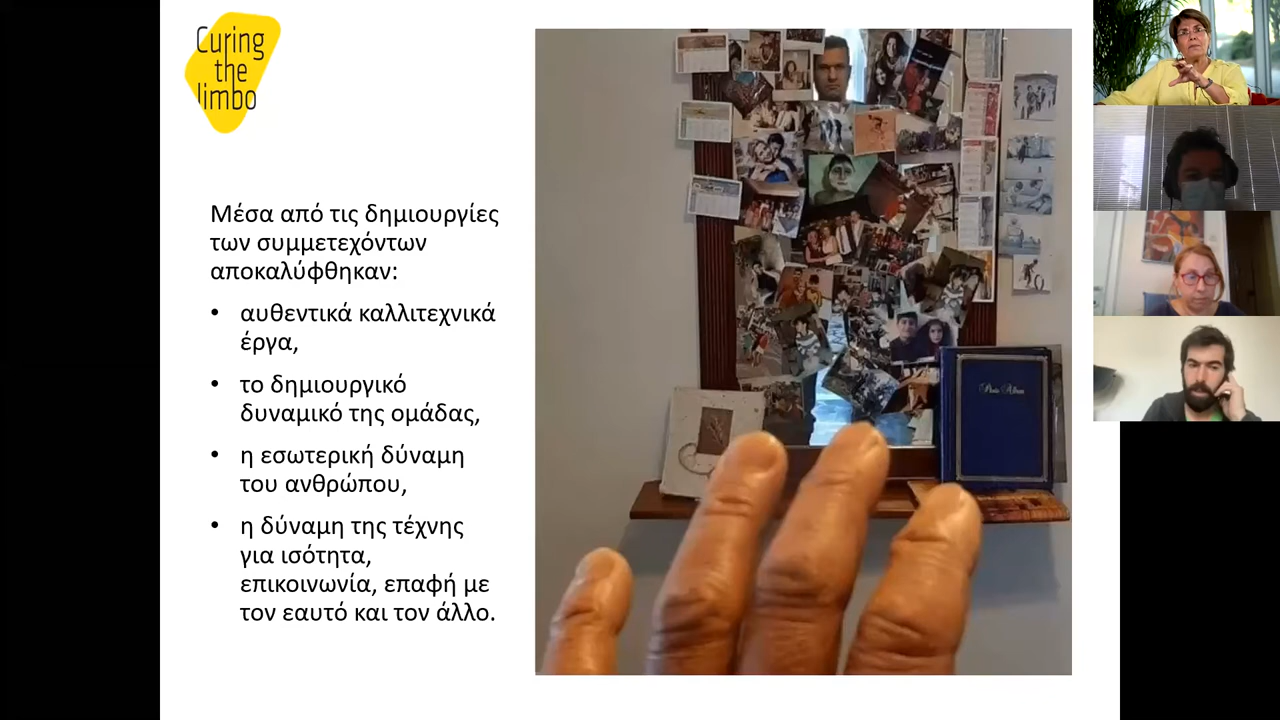 Curing
the
limbo
Μέσα από τις δημιουργίες
των συμμετεχόντων
αποκαλύφθηκαν:
• αυθεντικά καλλιτεχνικά
έργα,
• το δημιουργικό
δυναμικό της ομάδας,
• η εσωτερική δύναμη
του ανθρώπου,
• η δύναμη της τέχνης
για ισότητα,
επικοινωνία, επαφή με
τον εαυτό και τον άλλο.
Photo Album